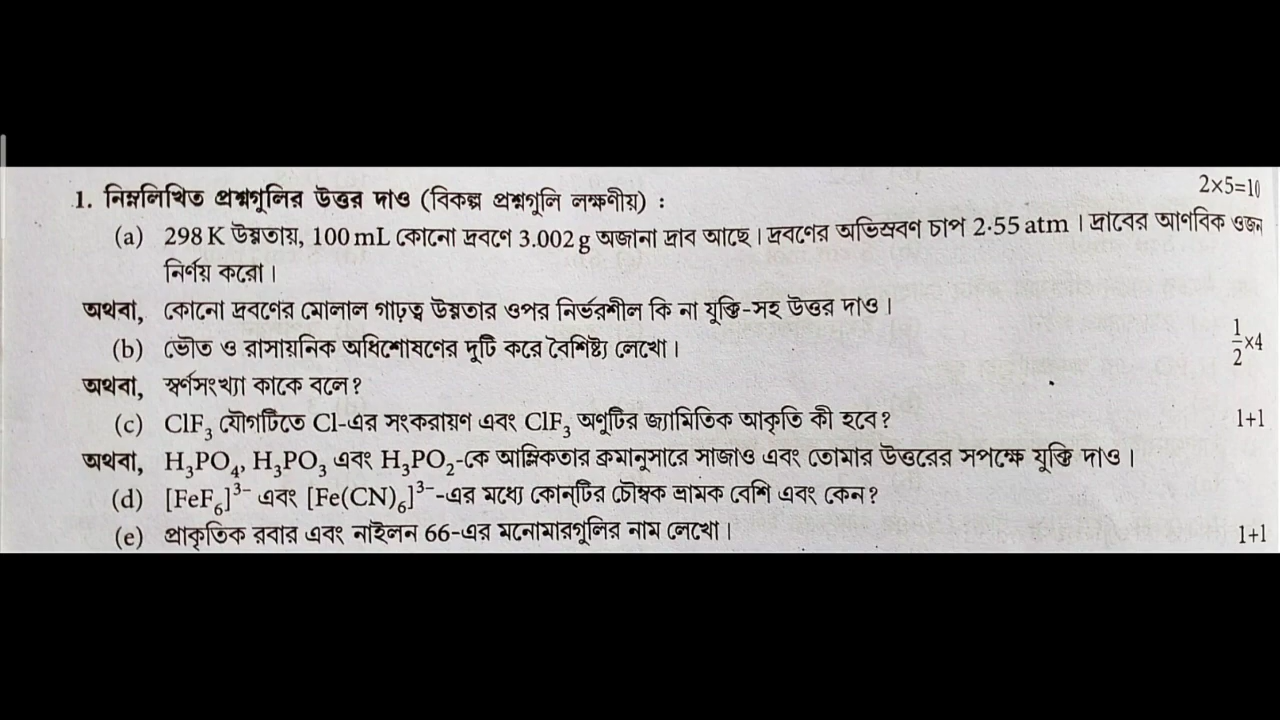 1. নিম্নলিখিত প্রশ্নগুলির উত্তর দাও (বিকল্প প্রশ্নগুলি লক্ষণীয়) : 2×5=10
(a) 298 K উষ্ণতায়, 100 mL কোনো দ্রবণে 3.002 g অজানা দ্রাব আছে। দ্রবণের অভিস্রবণ চাপ 2·55 atm । দ্রাবের আণবিক ওজন
নির্ণয় করো।
অথবা, কোনো দ্রবণের মোলাল গাঢ়ত্ব উষ্ণতার ওপর নির্ভরশীল কি না যুক্তি-সহ উত্তর দাও।
(b) ভৌত ও রাসায়নিক অধিশোষণের দুটি করে বৈশিষ্ট্য লেখো। 1/2×4
অথবা, স্বর্ণসংখ্যা কাকে বলে?
(c) ClF₃ যৌগটিতে Cl-এর সংকরায়ণ এবং ClF₃ অণুটির জ্যামিতিক আকৃতি কী হবে? 1+1
অথবা, H₃PO₄, H₃PO₃ এবং H₃PO₂-কে আম্লিকতার ক্রমানুসারে সাজাও এবং তোমার উত্তরের সপক্ষে যুক্তি দাও।
(d) [FeF₆]³⁻ এবং [Fe(CN)₆]³⁻-এর মধ্যে কোন্‌টির চৌম্বক ভ্রামক বেশি এবং কেন?
(e) প্রাকৃতিক রবার এবং নাইলন 66-এর মনোমারগুলির নাম লেখো। 1+1